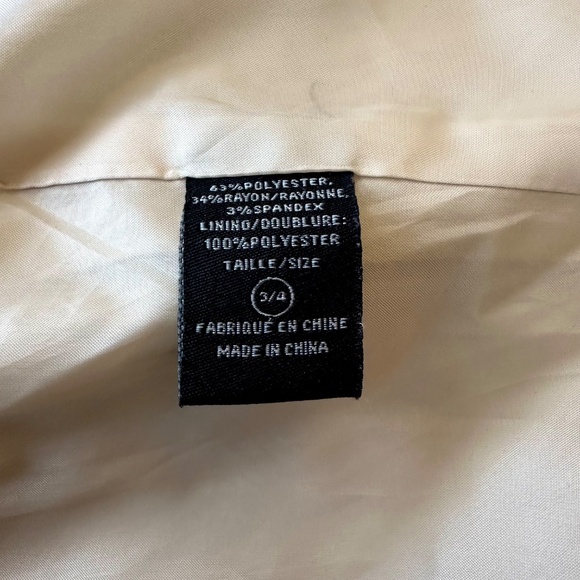 63%POLYESTER,
34%RAYON/RAYONNE,
3%SPANDEX
LINING/DOUBLURE:
100%POLYESTER
TAILLE/SIZE
3/4
FABRIQUÉ EN CHINE
MADE IN CHINA